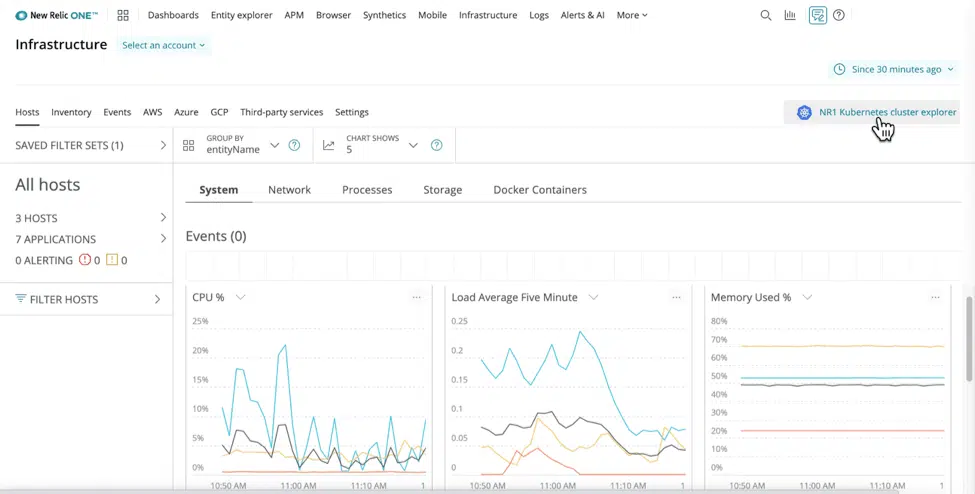 New Relic ONE™ Dashboards Entity explorer APM Browser Synthetics Mobile Infrastructure Logs Alerts & AI More
Infrastructure Select an account
Since 30 minutes ago
Hosts Inventory Events AWS Azure GCP Third-party services Settings NR1 Kubernetes cluster explorer
SAVED FILTER SETS (1)
GROUP BY
entityName
CHART SHOWS
5
All hosts
3 HOSTS
7 APPLICATIONS
0 ALERTING 0 0
FILTER HOSTS
System Network Processes Storage Docker Containers
Events (0)
CPU %
25%
20%
15%
10%
5%
0%
10:50 AM 11:00 AM 11:10 AM 1
Load Average Five Minute
0.25
0.2
0.15
0.1
0.05
0
10:50 AM 11:00 AM 11:10 AM 1
Memory Used %
80%
70%
60%
50%
40%
30%
20%
10%
0%
10:50 AM 11:00 AM 11:10 AM 1